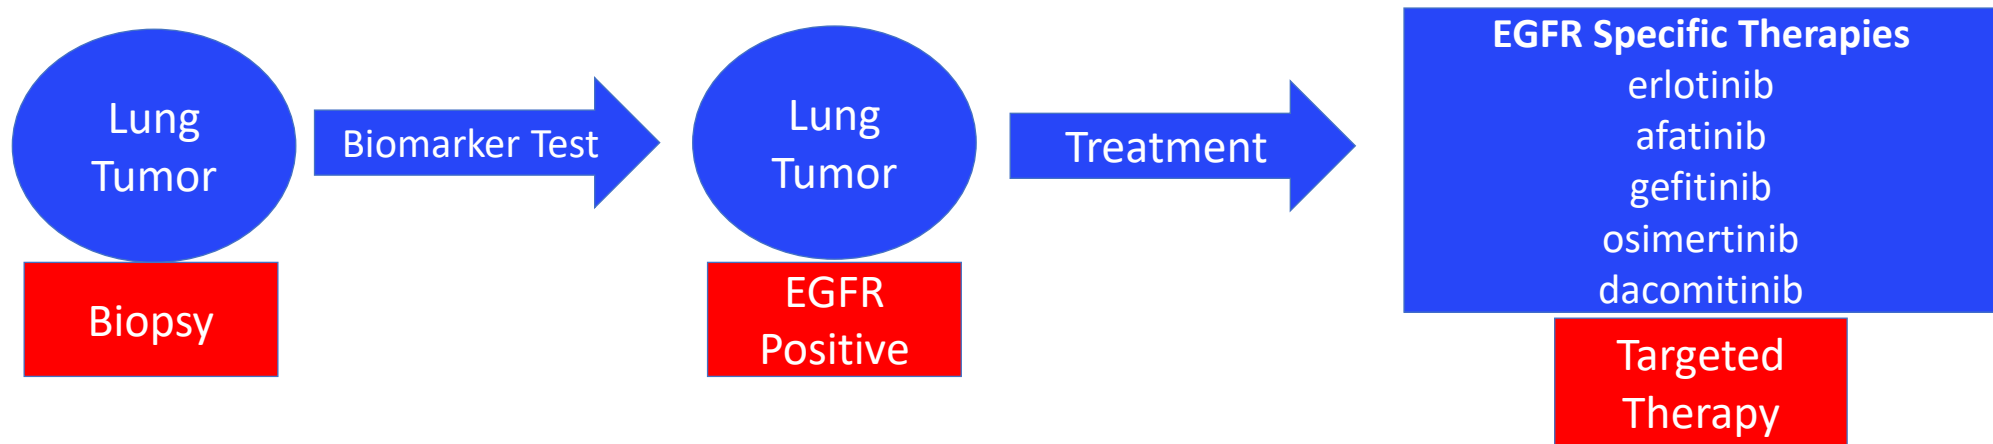 Lung
Tumor
Biopsy
Biomarker Test
Lung
Tumor
EGFR
Positive
Treatment
EGFR Specific Therapies
erlotinib
afatinib
gefitinib
osimertinib
dacomitinib
Targeted
Therapy